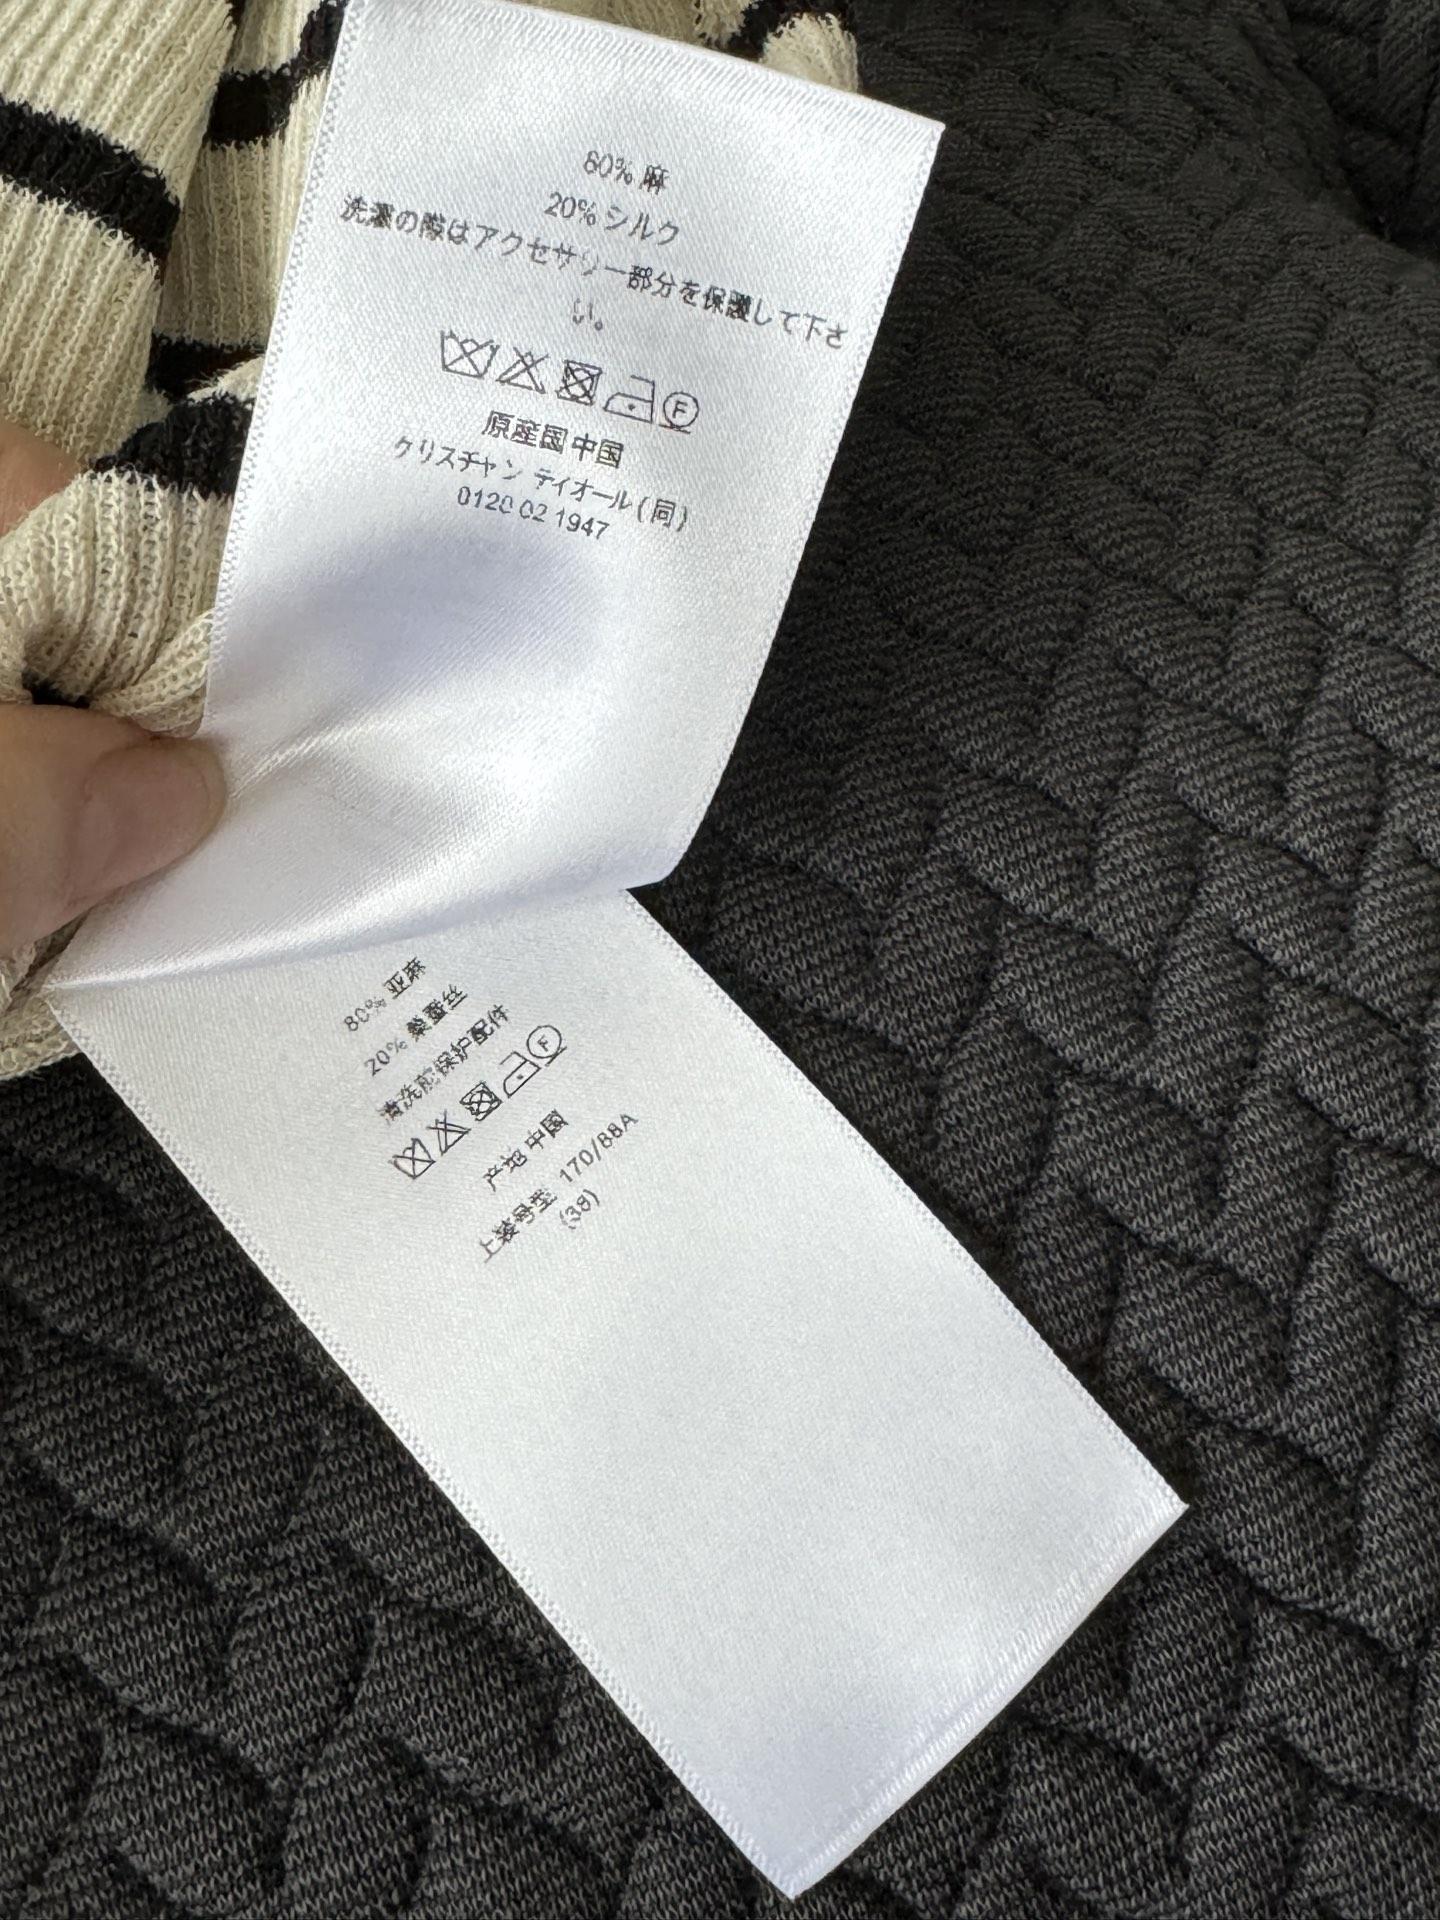 80% 麻
20% シルク
洗濯の際はアクセサリー部分を保護して下さ
い。
F
原産国 中国
クリスチャン ディオール(同)
0120 02 1947
80% 亚麻
20% 桑蚕丝
清洗前保护配件
F
产地 中国
上装号型 170/88A
(38)